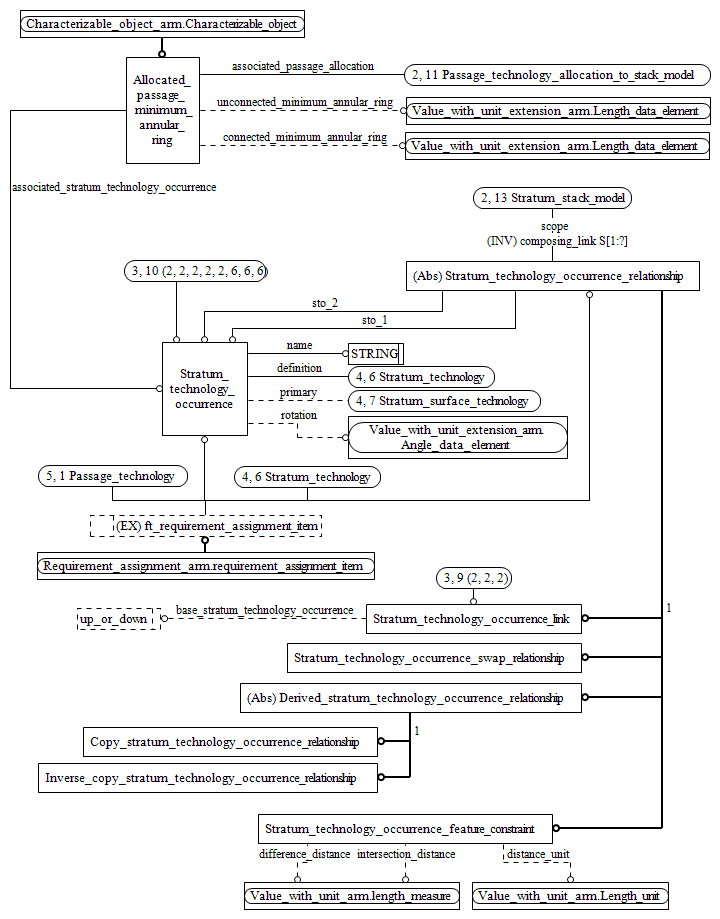 Characterizable_object_arm.Characterizable_object
Allocated_
passage_
minimum_
annular_
ring
associated_passage_allocation
2, 11 Passage_technology_allocation_to_stack_model
unconnected_minimum_annular_ring
Value_with_unit_extension_arm.Length_data_element
connected_minimum_annular_ring
Value_with_unit_extension_arm.Length_data_element
associated_stratum_technology_occurrence
2, 13 Stratum_stack_model
scope
(INV) composing_link S[1:?]
3, 10 (2, 2, 2, 2, 2, 6, 6, 6)
(Abs) Stratum_technology_occurrence_relationship
sto_2
sto_1
Stratum_
technology_
occurrence
name
STRING
definition
4, 6 Stratum_technology
primary
4, 7 Stratum_surface_technology
rotation
Value_with_unit_extension_arm.
Angle_data_element
5, 1 Passage_technology
4, 6 Stratum_technology
(EX) ft_requirement_assignment_item
Requirement_assignment_arm.requirement_assignment_item
3, 9 (2, 2, 2)
up_or_down
base_stratum_technology_occurrence
Stratum_technology_occurrence_link
1
Stratum_technology_occurrence_swap_relationship
(Abs) Derived_stratum_technology_occurrence_relationship
1
Copy_stratum_technology_occurrence_relationship
Inverse_copy_stratum_technology_occurrence_relationship
Stratum_technology_occurrence_feature_constraint
difference_distance
intersection_distance
distance_unit
Value_with_unit_arm.length_measure
Value_with_unit_arm.Length_unit